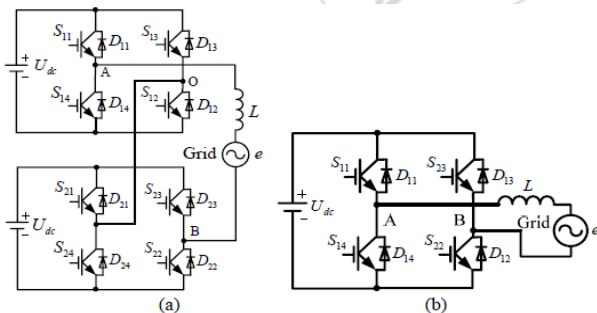 S11 D11 S13 D13
+ Udc − A O
S14 D14 S12 D12
L
Grid e
S21 D21 S23 D23
+ Udc − B
S24 D24 S22 D22
(a)
S11 D11 S23 D13
+ Udc − A B L Grid e
S14 D14 S22 D12
(b)